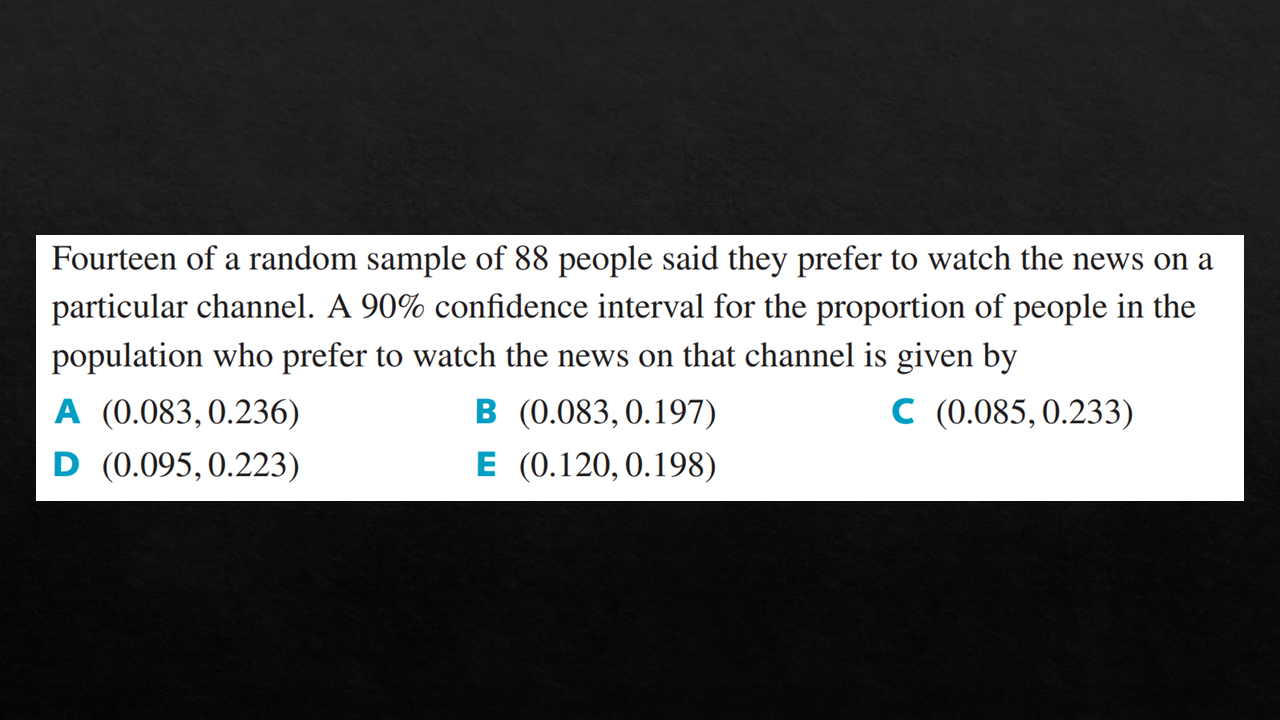 Fourteen of a random sample of 88 people said they prefer to watch the news on a
particular channel. A 90% confidence interval for the proportion of people in the
population who prefer to watch the news on that channel is given by
A (0.083, 0.236) B (0.083, 0.197) C (0.085, 0.233)
D (0.095, 0.223) E (0.120, 0.198)